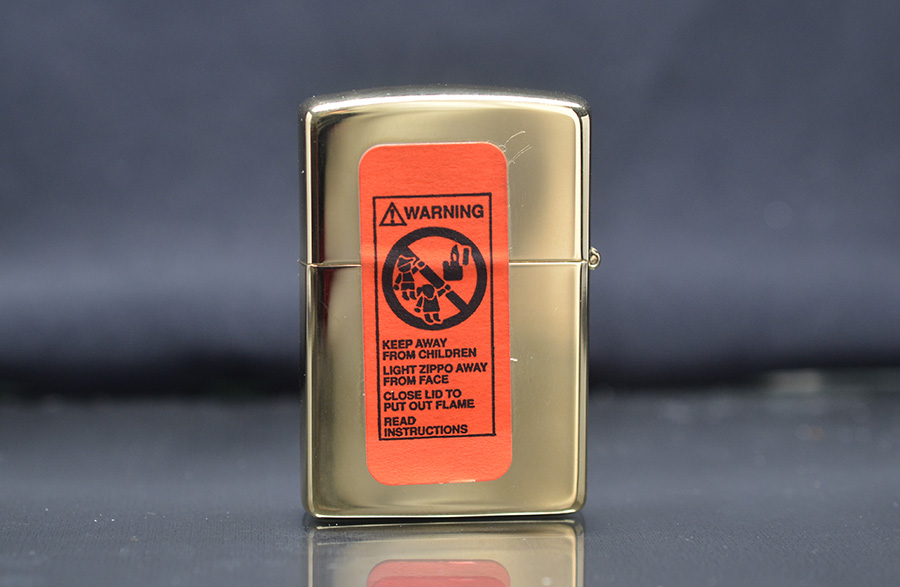 WARNING
KEEP AWAY
FROM CHILDREN
LIGHT ZIPPO AWAY
FROM FACE
CLOSE LID TO
PUT OUT FLAME
READ
INSTRUCTIONS